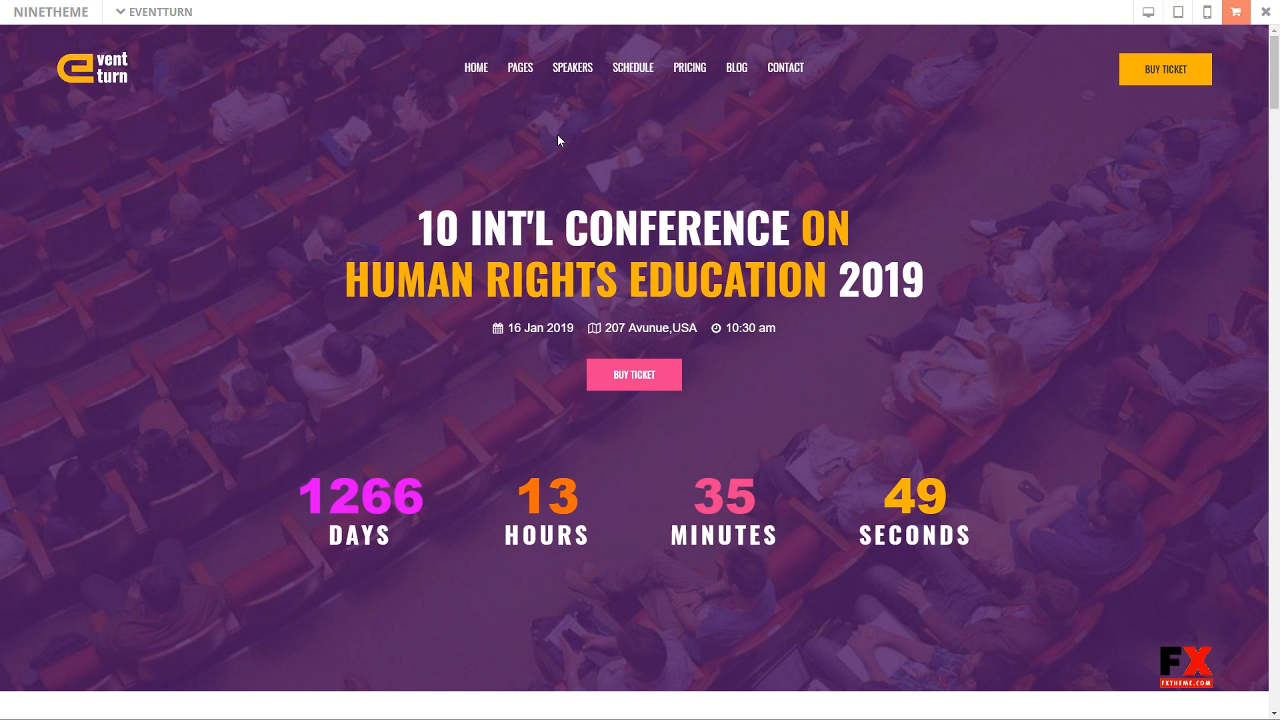 NINETHEME
EVENTTURN
event
turn
HOME PAGES SPEAKERS SCHEDULE PRICING BLOG CONTACT
BUY TICKET
10 INT'L CONFERENCE ON
HUMAN RIGHTS EDUCATION 2019
16 Jan 2019 207 Avunue,USA 10:30 am
BUY TICKET
1266 13 35 49
DAYS HOURS MINUTES SECONDS
FX
FXTHEME.COM